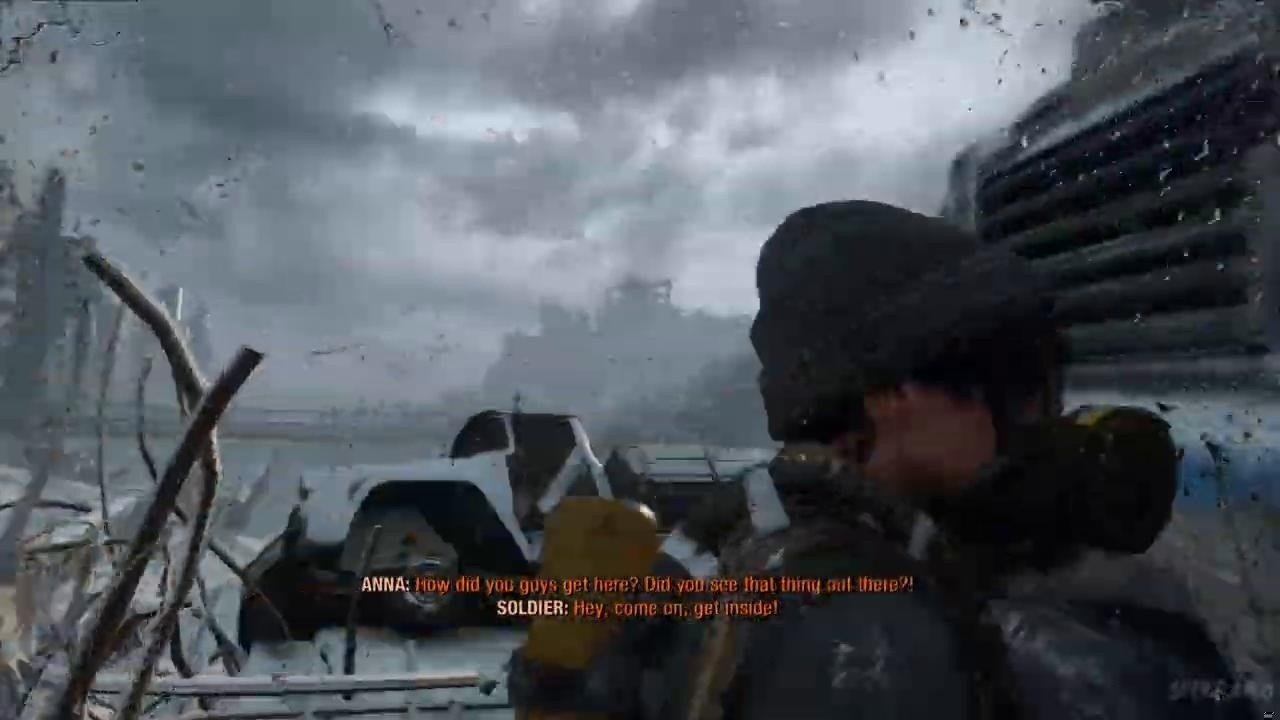 ANNA: How did you guys get here? Did you see that thing out there?!
SOLDIER: Hey, come on, get inside!